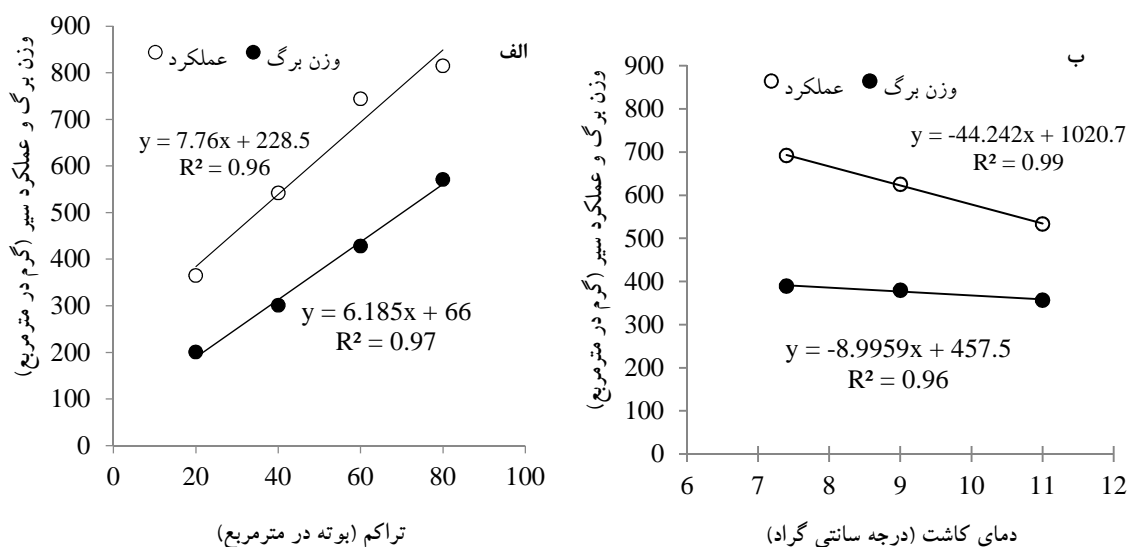 الف
وزن برگ و عملکرد سیر (گرم در مترمربع)
عملکرد
وزن برگ
900
800
700
600
500
400
300
200
100
0
y = 7.76x + 228.5
R² = 0.96
y = 6.185x + 66
R² = 0.97
0 20 40 60 80 100
تراکم (بوته در مترمربع)
ب
وزن برگ و عملکرد سیر (گرم در مترمربع)
عملکرد
وزن برگ
900
800
700
600
500
400
300
200
100
0
y = -44.242x + 1020.7
R² = 0.99
y = -8.9959x + 457.5
R² = 0.96
6 7 8 9 10 11 12
دمای کاشت (درجه سانتی گراد)